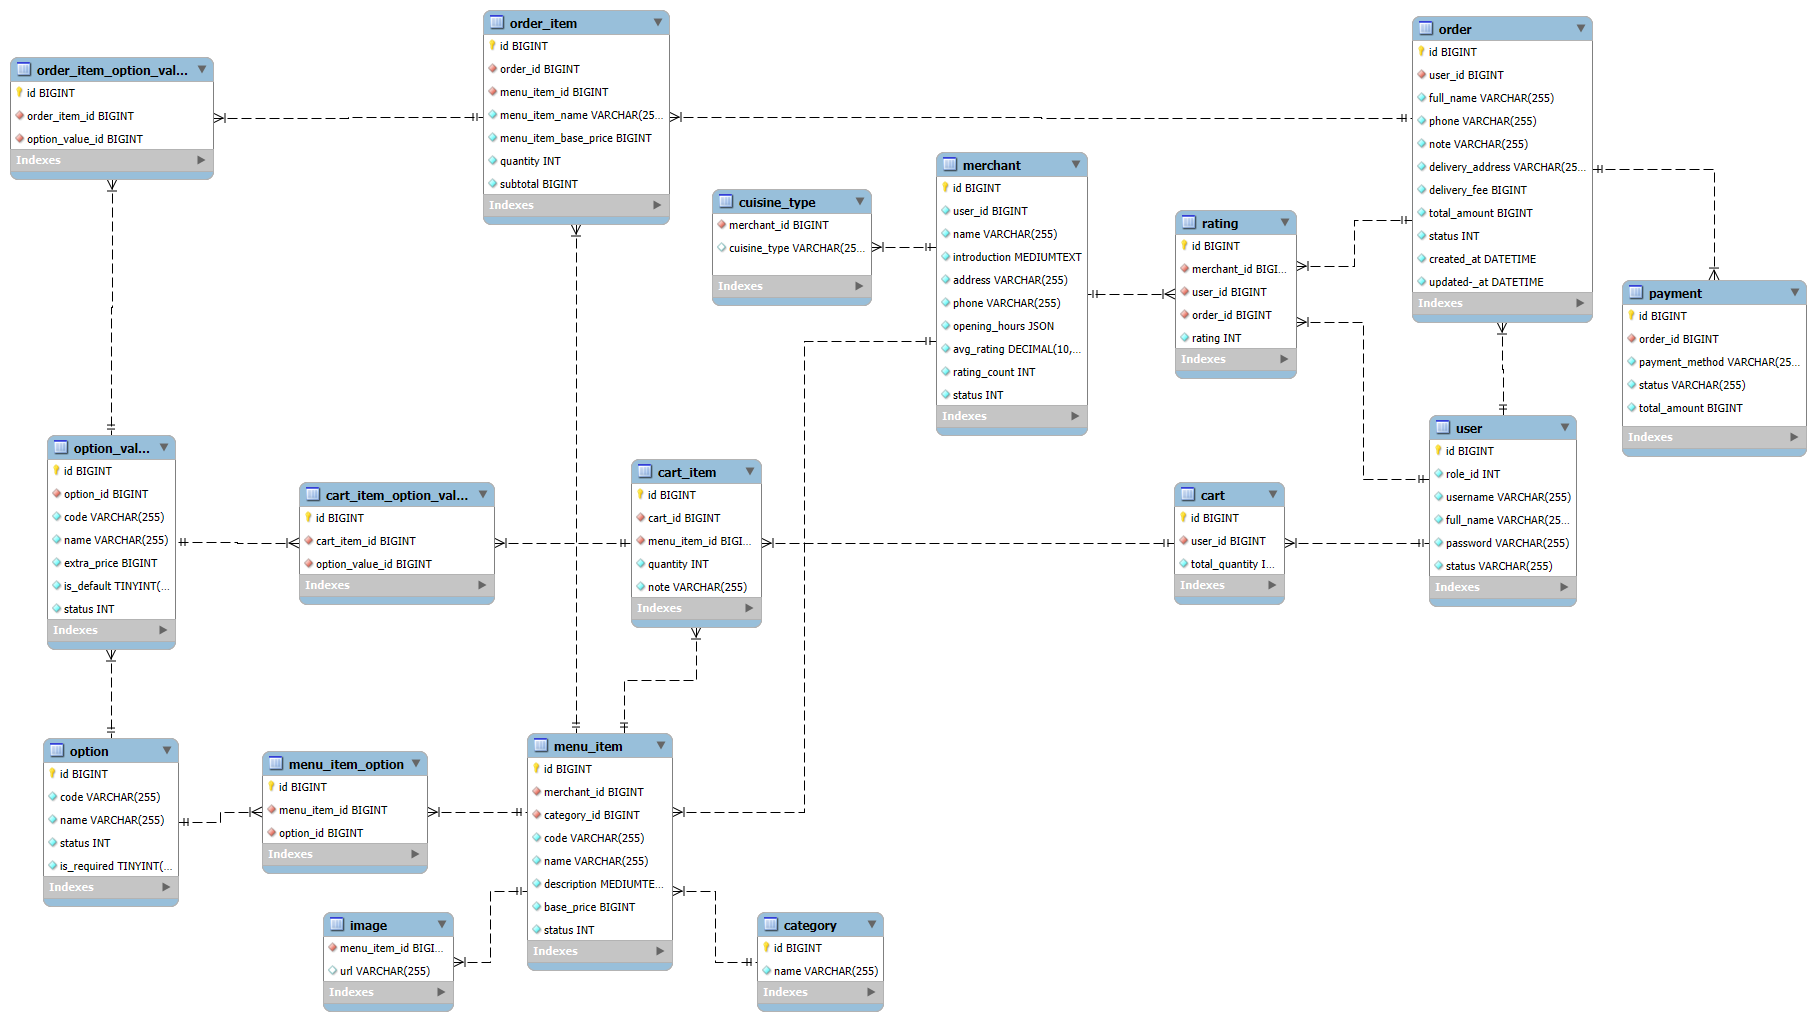 order_item
id BIGINT
order_id BIGINT
menu_item_id BIGINT
menu_item_name VARCHAR(25...
menu_item_base_price BIGINT
quantity INT
subtotal BIGINT
Indexes
order
id BIGINT
user_id BIGINT
full_name VARCHAR(255)
phone VARCHAR(255)
note VARCHAR(255)
delivery_address VARCHAR(25...
delivery_fee BIGINT
total_amount BIGINT
status INT
created_at DATETIME
updated-_at DATETIME
Indexes
order_item_option_val...
id BIGINT
order_item_id BIGINT
option_value_id BIGINT
Indexes
merchant
id BIGINT
user_id BIGINT
name VARCHAR(255)
introduction MEDIUMTEXT
address VARCHAR(255)
phone VARCHAR(255)
opening_hours JSON
avg_rating DECIMAL(10,...
rating_count INT
status INT
Indexes
cuisine_type
merchant_id BIGINT
cuisine_type VARCHAR(25...
Indexes
rating
id BIGINT
merchant_id BIGI...
user_id BIGINT
order_id BIGINT
rating INT
Indexes
payment
id BIGINT
order_id BIGINT
payment_method VARCHAR(25...
status VARCHAR(255)
total_amount BIGINT
Indexes
user
id BIGINT
role_id INT
username VARCHAR(255)
full_name VARCHAR(25...
password VARCHAR(255)
status VARCHAR(255)
Indexes
option_val...
id BIGINT
option_id BIGINT
code VARCHAR(255)
name VARCHAR(255)
extra_price BIGINT
is_default TINYINT(...
status INT
Indexes
cart_item_option_val...
id BIGINT
cart_item_id BIGINT
option_value_id BIGINT
Indexes
cart_item
id BIGINT
cart_id BIGINT
menu_item_id BIGI...
quantity INT
note VARCHAR(255)
Indexes
cart
id BIGINT
user_id BIGINT
total_quantity I...
Indexes
option
id BIGINT
code VARCHAR(255)
name VARCHAR(255)
status INT
is_required TINYINT(...
Indexes
menu_item_option
id BIGINT
menu_item_id BIGINT
option_id BIGINT
Indexes
menu_item
id BIGINT
merchant_id BIGINT
category_id BIGINT
code VARCHAR(255)
name VARCHAR(255)
description MEDIUMTE...
base_price BIGINT
status INT
Indexes
image
menu_item_id BIGI...
url VARCHAR(255)
Indexes
category
id BIGINT
name VARCHAR(255)
Indexes